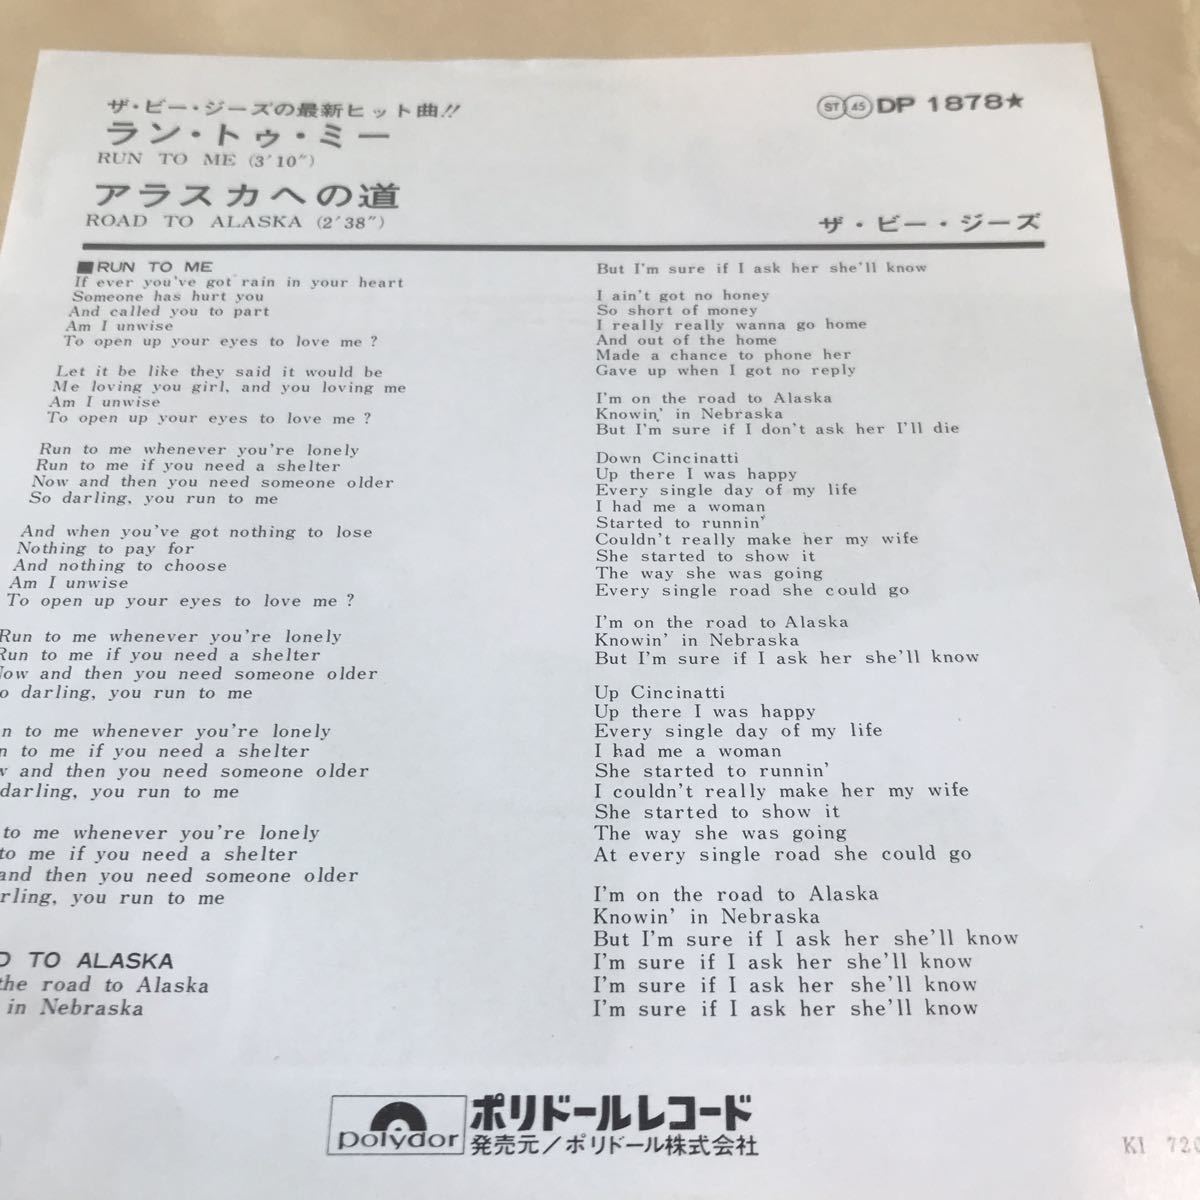 ザ・ビー・ジーズの最新ヒット曲!!
ラン・トゥ・ミー
RUN TO ME (3′10″)
アラスカへの道
ROAD TO ALASKA (2′38″)
ST 45 DP 1878★
ザ・ビー・ジーズ
■RUN TO ME
If ever you've got rain in your heart
Someone has hurt you
And called you to part
Am I unwise
To open up your eyes to love me ?
Let it be like they said it would be
Me loving you girl, and you loving me
Am I unwise
To open up your eyes to love me ?
Run to me whenever you're lonely
Run to me if you need a shelter
Now and then you need someone older
So darling, you run to me
And when you've got nothing to lose
Nothing to pay for
And nothing to choose
Am I unwise
To open up your eyes to love me ?
Run to me whenever you're lonely
Run to me if you need a shelter
Now and then you need someone older
o darling, you run to me
n to me whenever you're lonely
n to me if you need a shelter
w and then you need someone older
darling, you run to me
to me whenever you're lonely
to me if you need a shelter
and then you need someone older
rling, you run to me
D TO ALASKA
the road to Alaska
in Nebraska
But I'm sure if I ask her she'll know
I ain't got no honey
So short of money
I really really wanna go home
And out of the home
Made a chance to phone her
Gave up when I got no reply
I'm on the road to Alaska
Knowin' in Nebraska
But I'm sure if I don't ask her I'll die
Down Cincinatti
Up there I was happy
Every single day of my life
I had me a woman
Started to runnin'
Couldn't really make her my wife
She started to show it
The way she was going
Every single road she could go
I'm on the road to Alaska
Knowin' in Nebraska
But I'm sure if I ask her she'll know
Up Cincinatti
Up there I was happy
Every single day of my life
I had me a woman
She started to runnin'
I couldn't really make her my wife
She started to show it
The way she was going
At every single road she could go
I'm on the road to Alaska
Knowin' in Nebraska
But I'm sure if I ask her she'll know
I'm sure if I ask her she'll know
I'm sure if I ask her she'll know
I'm sure if I ask her she'll know
polydor
ポリドールレコード
発売元/ポリドール株式会社
KI 720